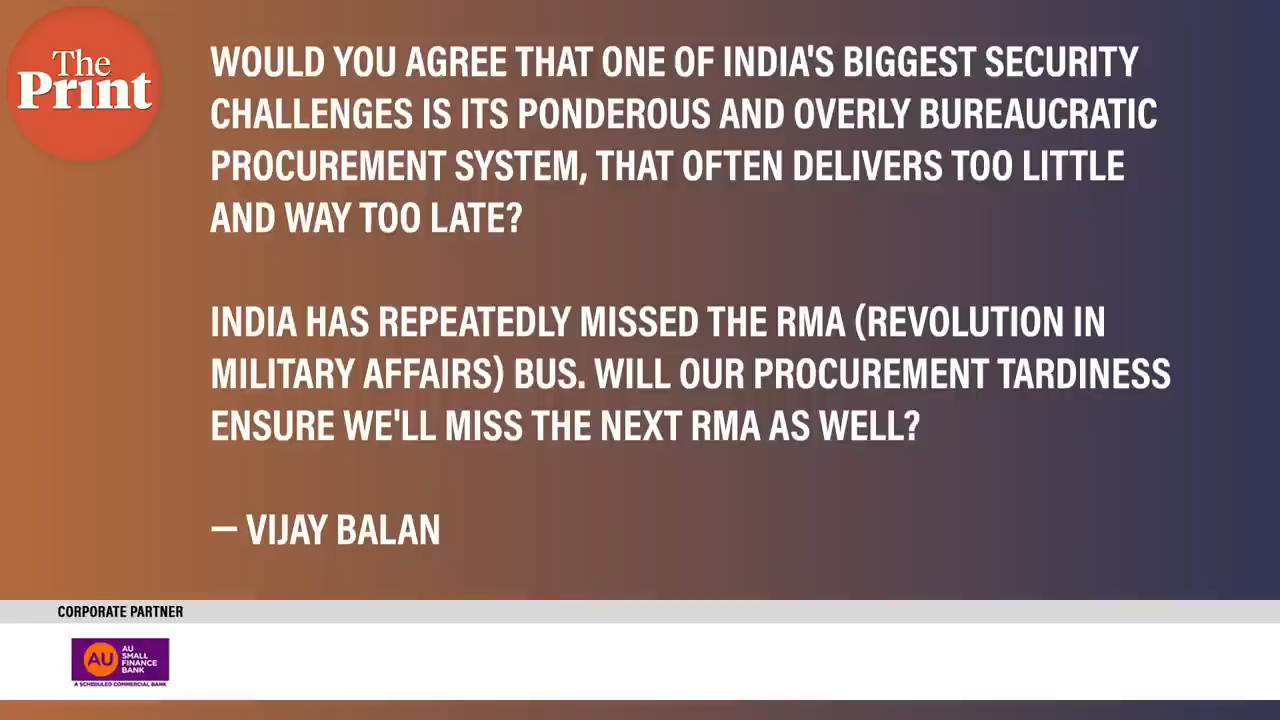 The
Print
WOULD YOU AGREE THAT ONE OF INDIA'S BIGGEST SECURITY
CHALLENGES IS ITS PONDEROUS AND OVERLY BUREAUCRATIC
PROCUREMENT SYSTEM, THAT OFTEN DELIVERS TOO LITTLE
AND WAY TOO LATE?
INDIA HAS REPEATEDLY MISSED THE RMA (REVOLUTION IN
MILITARY AFFAIRS) BUS. WILL OUR PROCUREMENT TARDINESS
ENSURE WE'LL MISS THE NEXT RMA AS WELL?
— VIJAY BALAN
CORPORATE PARTNER
AU
AU
SMALL
FINANCE
BANK
A SCHEDULED COMMERCIAL BANK